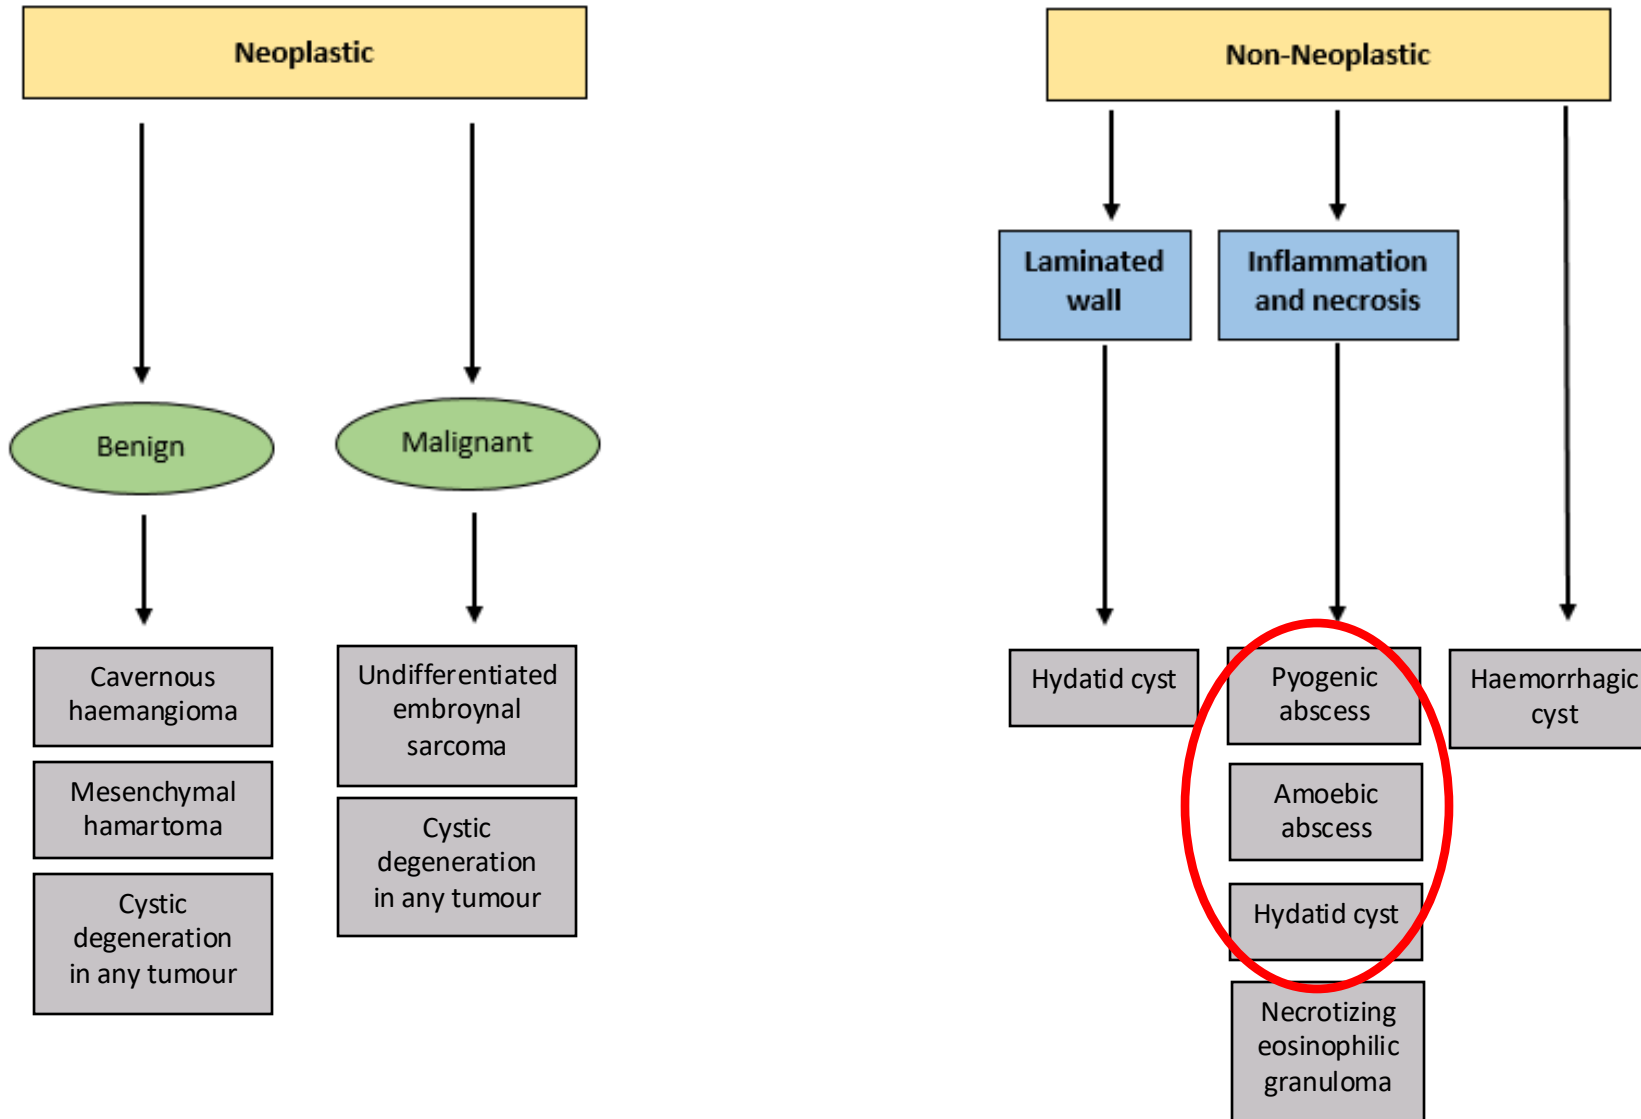 Neoplastic
Benign
Malignant
Cavernous
haemangioma
Mesenchymal
hamartoma
Cystic
degeneration
in any tumour
Undifferentiated
embroynal
sarcoma
Cystic
degeneration
in any tumour
Non-Neoplastic
Laminated
wall
Inflammation
and necrosis
Hydatid cyst
Pyogenic
abscess
Amoebic
abscess
Hydatid cyst
Necrotizing
eosinophilic
granuloma
Haemorrhagic
cyst